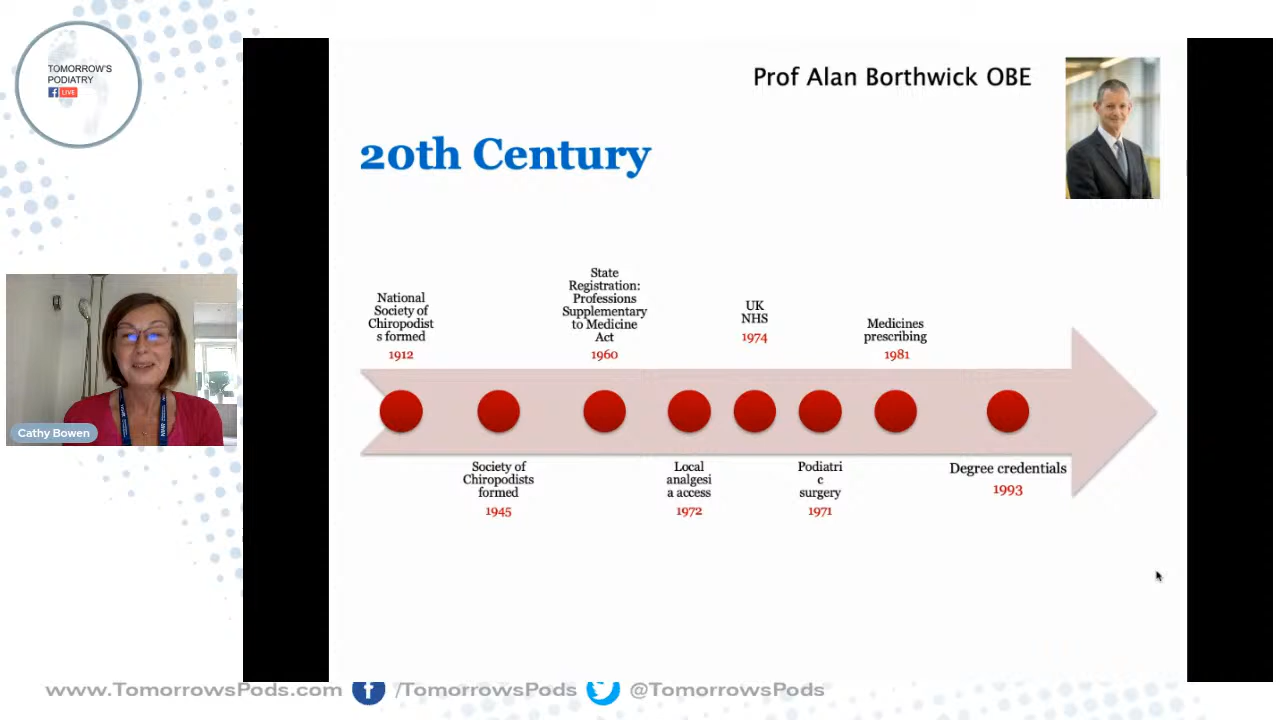 TOMORROW'S
PODIATRY
LIVE
Prof Alan Borthwick OBE
20th Century
National
Society of
Chiropodist
s formed
1912
State
Registration:
Professions
Supplementary
to Medicine
Act
1960
UK
NHS
1974
Medicines
prescribing
1981
Society of
Chiropodists
formed
1945
Local
analgesi
a access
1972
Podiatri
c
surgery
1971
Degree credentials
1993
Cathy Bowen
www.TomorrowsPods.com /TomorrowsPods @TomorrowsPods